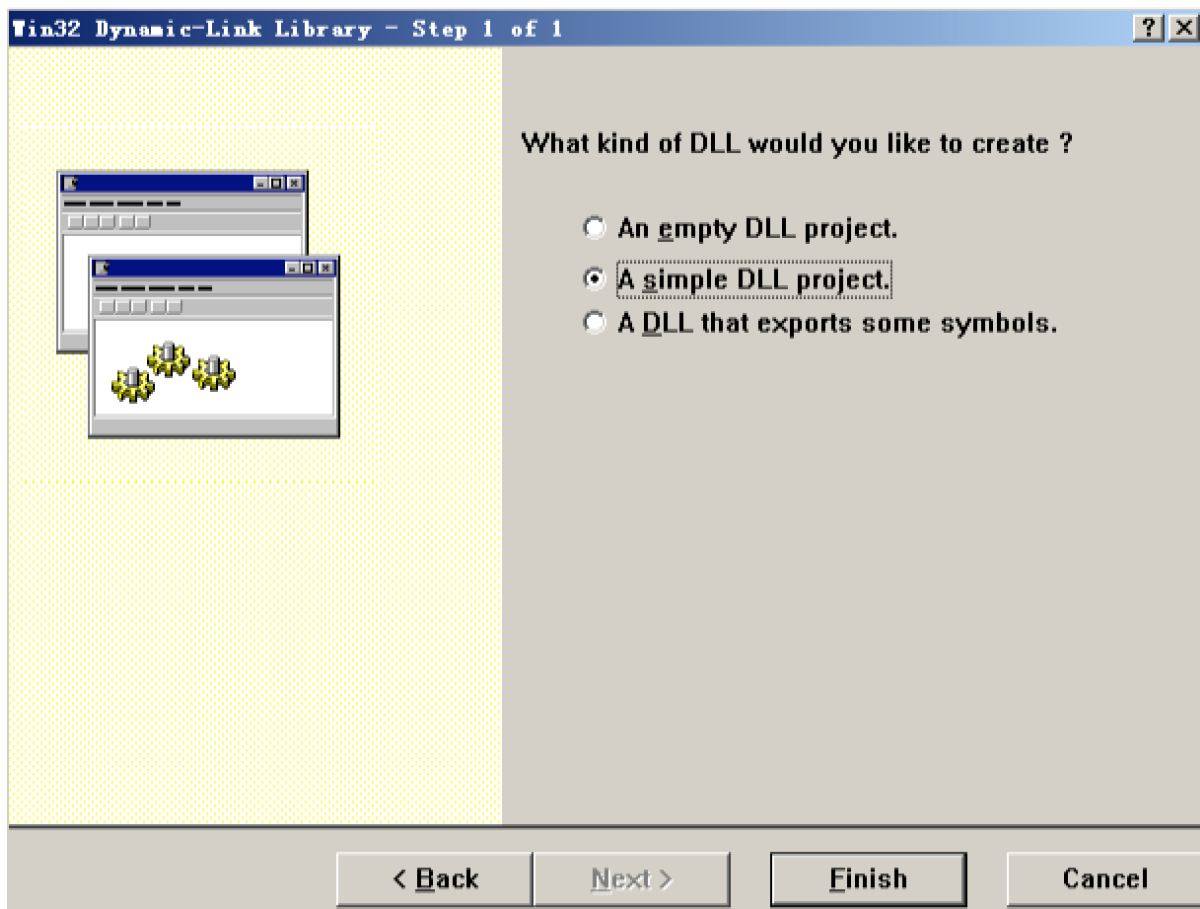 Win32 Dynamic-Link Library - Step 1 of 1
What kind of DLL would you like to create ?
An empty DLL project.
A simple DLL project.
A DLL that exports some symbols.
< Back Next > Finish Cancel